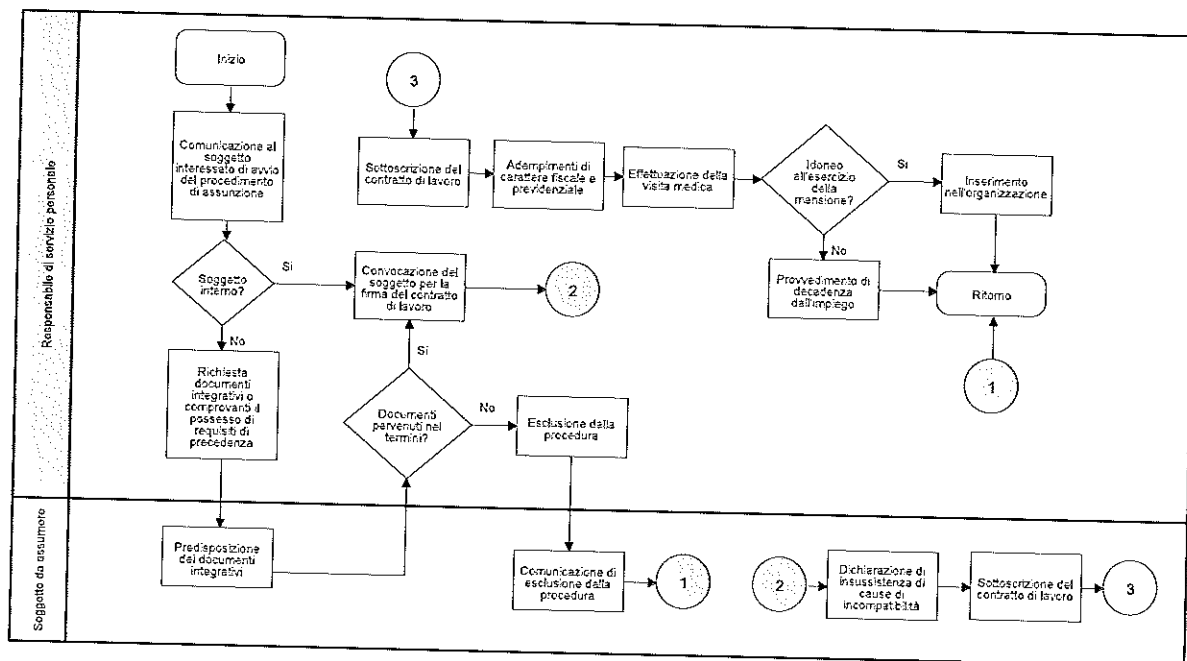 Responsabile di servizio personale
Inizio
Comunicazione al
soggetto
interessato di avvio
del procedimento
di assunzione
Soggetto
interno?
Si
No
Richiesta
documenti
integrativi o
comprovanti il
possesso di
requisiti di
precedenza
3
Sottoscrizione del
contratto di lavoro
Adempimenti di
carattere fiscale e
previdenziale
Effettuazione della
visita medica
Idoneo
all'esercizio
della
mansione?
Si
No
Inserimento
nell'organizzazione
Provvedimento di
decadenza
dall'impiego
Ritorno
1
Convocazione del
soggetto per la
firma del contratto
di lavoro
2
Si
Documenti
pervenuti nei
termini?
No
Esclusione dalla
procedura
Soggetto da assumere
Predisposizione
dei documenti
integrativi
Comunicazione di
esclusione dalla
procedura
1
2
Dichiarazione di
insussistenza di
cause di
incompatibilità
Sottoscrizione del
contratto di lavoro
3